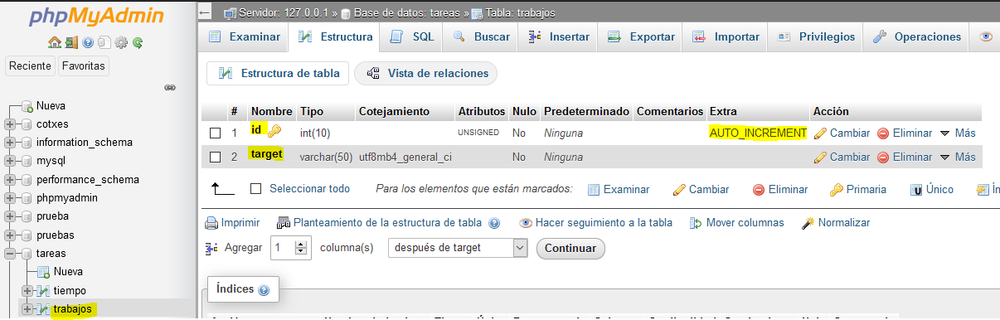 phpMyAdmin
Reciente Favoritas
Nueva
cotxes
information_schema
mysql
performance_schema
phpmyadmin
prueba
pruebas
tareas
Nueva
tiempo
trabajos
Servidor: 127.0.0.1 » Base de datos: tareas » Tabla: trabajos
Examinar Estructura SQL Buscar Insertar Exportar Importar Privilegios Operaciones
Estructura de tabla Vista de relaciones
# Nombre Tipo Cotejamiento Atributos Nulo Predeterminado Comentarios Extra Acción
1 id int(10) UNSIGNED No Ninguna AUTO_INCREMENT Cambiar Eliminar Más
2 target varchar(50) utf8mb4_general_ci No Ninguna Cambiar Eliminar Más
Seleccionar todo Para los elementos que están marcados: Examinar Cambiar Eliminar Primaria Único
Imprimir Planteamiento de la estructura de tabla Hacer seguimiento a la tabla Mover columnas Normalizar
Agregar 1 columna(s) después de target Continuar
Índices